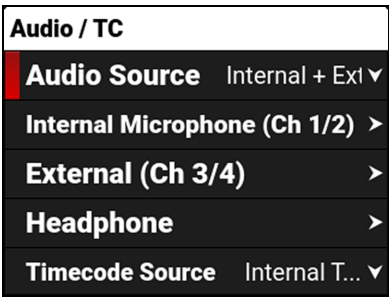 Audio / TC
Audio Source Internal + Ext
Internal Microphone (Ch 1/2)
External (Ch 3/4)
Headphone
Timecode Source Internal T...